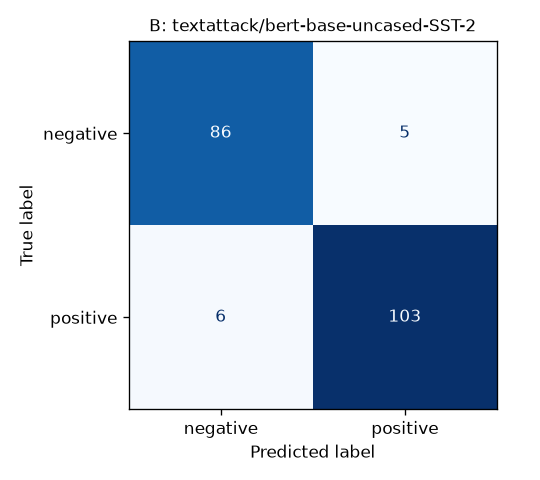 B: textattack/bert-base-uncased-SST-2
True label
negative
86
5
positive
6
103
negative
positive
Predicted label